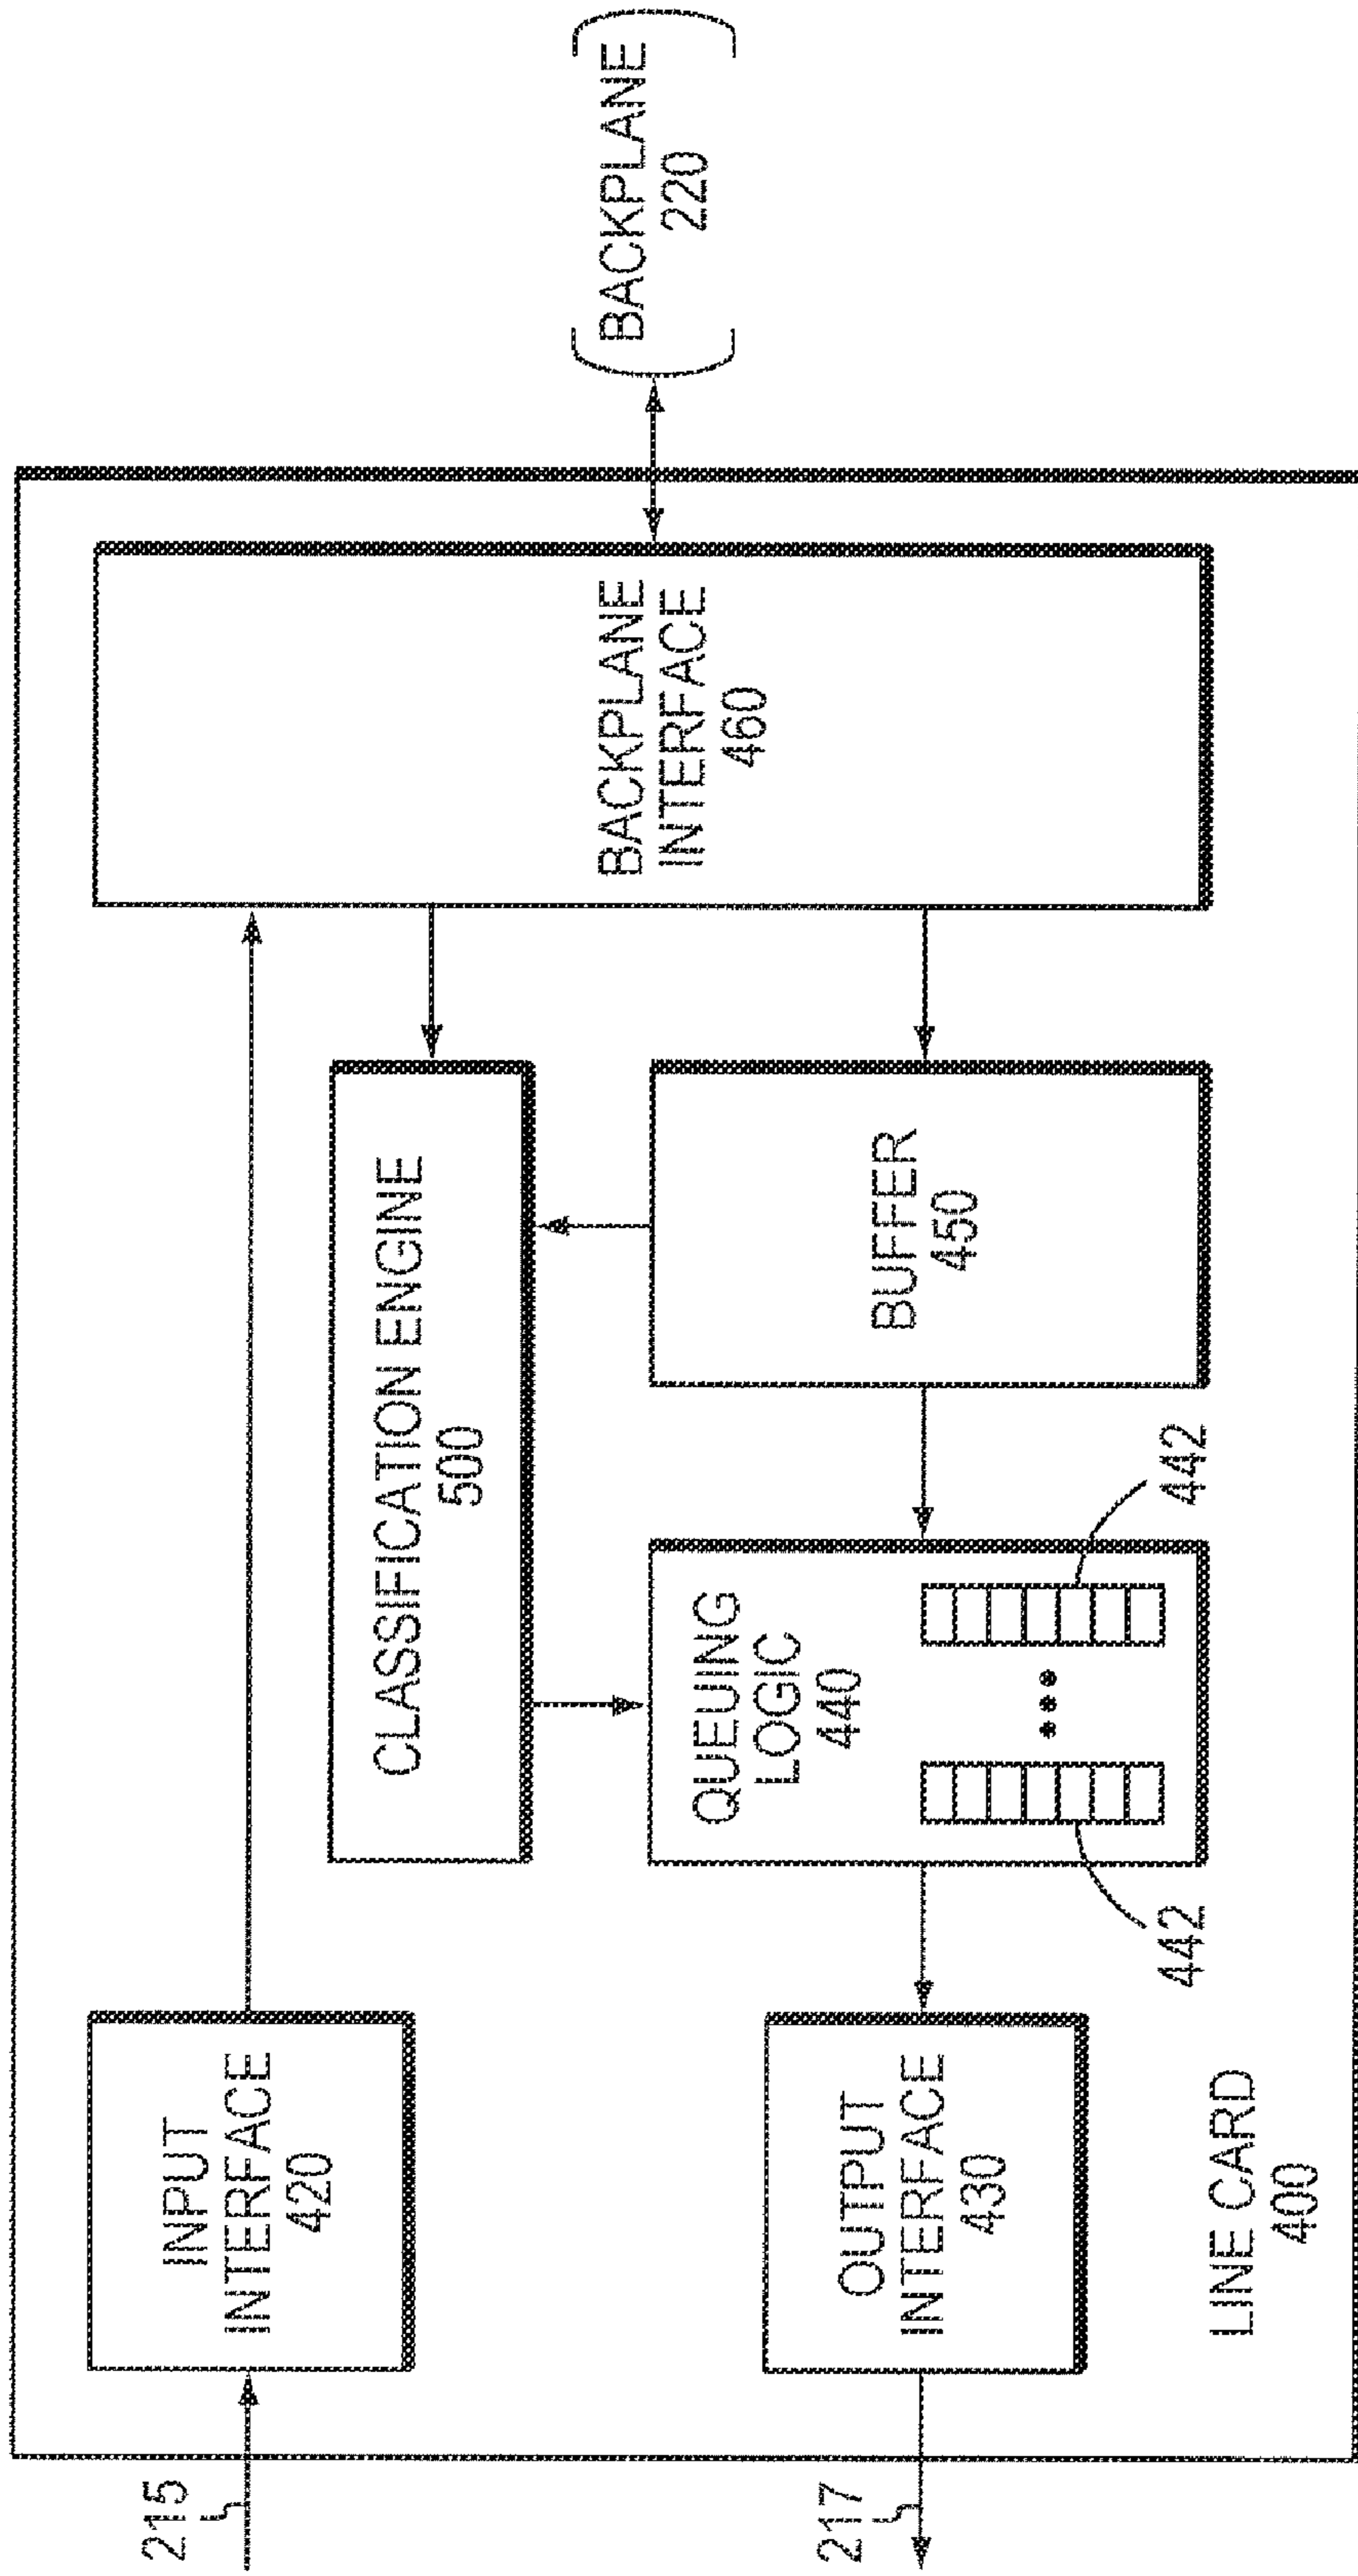 215
INPUT
INTERFACE
420
CLASSIFICATION ENGINE
500
BACKPLANE
INTERFACE
460
BACKPLANE
220
217
OUTPUT
INTERFACE
430
QUEUING
LOGIC
440
442
442
BUFFER
450
LINE CARD
400